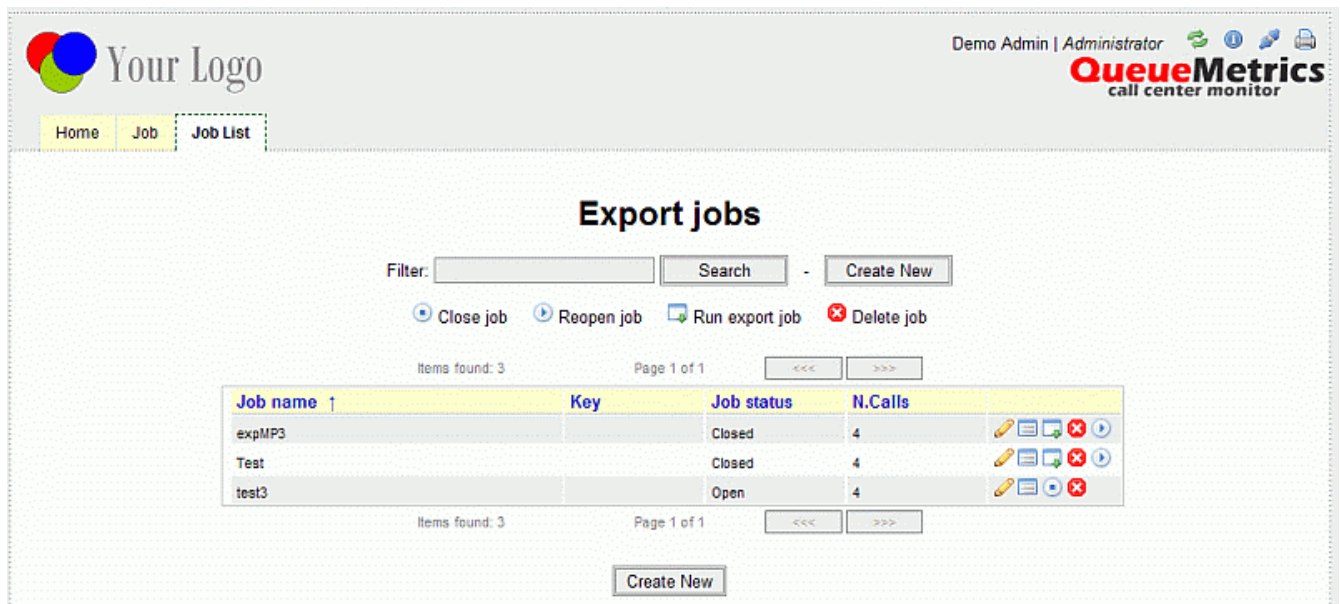 Demo Admin | Administrator
Your Logo
QueueMetrics
call center monitor
Home Job Job List
Export jobs
Filter: Search - Create New
Close job Reopen job Run export job Delete job
Items found: 3 Page 1 of 1 <<< >>>
Job name ↑ Key Job status N.Calls
expMP3 Closed 4
Test Closed 4
test3 Open 4
Items found: 3 Page 1 of 1 <<< >>>
Create New